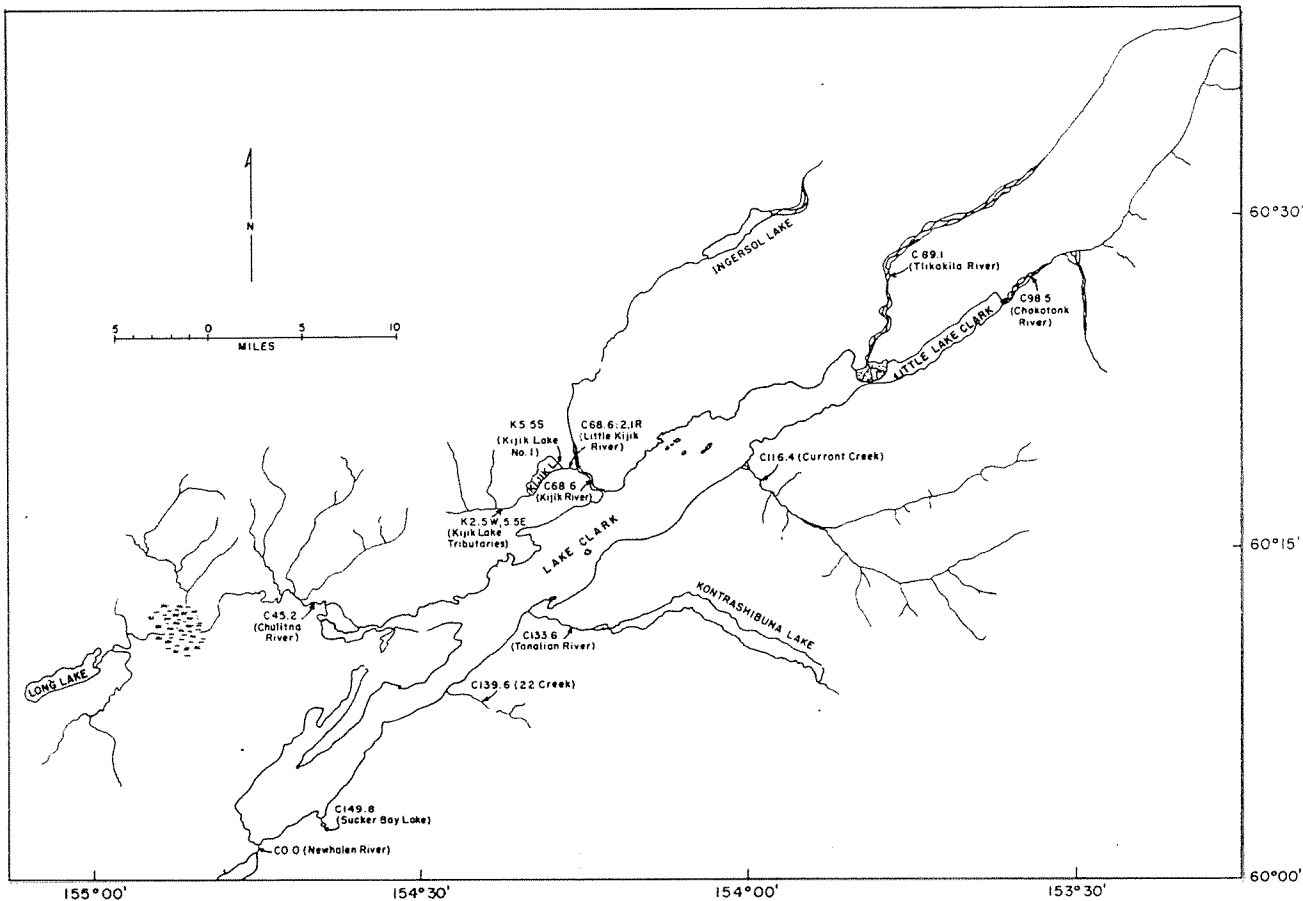 N
5 0 5 10
MILES
INGERSOL LAKE
60°30'
C 89.1
(Tlikakila River)
C98.5
(Chokotonk
River)
LITTLE LAKE CLARK
K5.5S
(Kijik Lake
No. 1)
C68.6:2.1R
(Little Kijik
River)
KIJIK L.
C68.6
(Kijik River)
C116.4 (Currant Creek)
K2.5W, 5.5E
(Kijik Lake
Tributaries)
LAKE CLARK
60°15'
KONTRASHIBUNA LAKE
C45.2
(Chulitna
River)
C133.6
(Tanalian River)
LONG LAKE
C139.6 (22 Creek)
C149.8
(Sucker Bay Lake)
C0.0 (Newhalen River)
60°00'
155°00' 154°30' 154°00' 153°30'